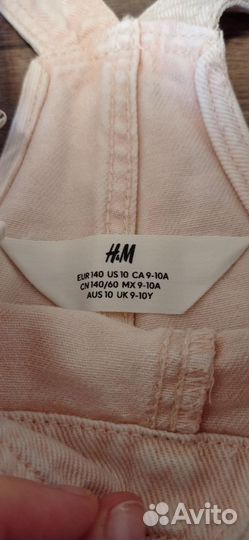 H&M
EUR 140 US 10 CA 9-10A
CN 140/60 MX 9-10A
AUS 10 UK 9-10Y
Avito